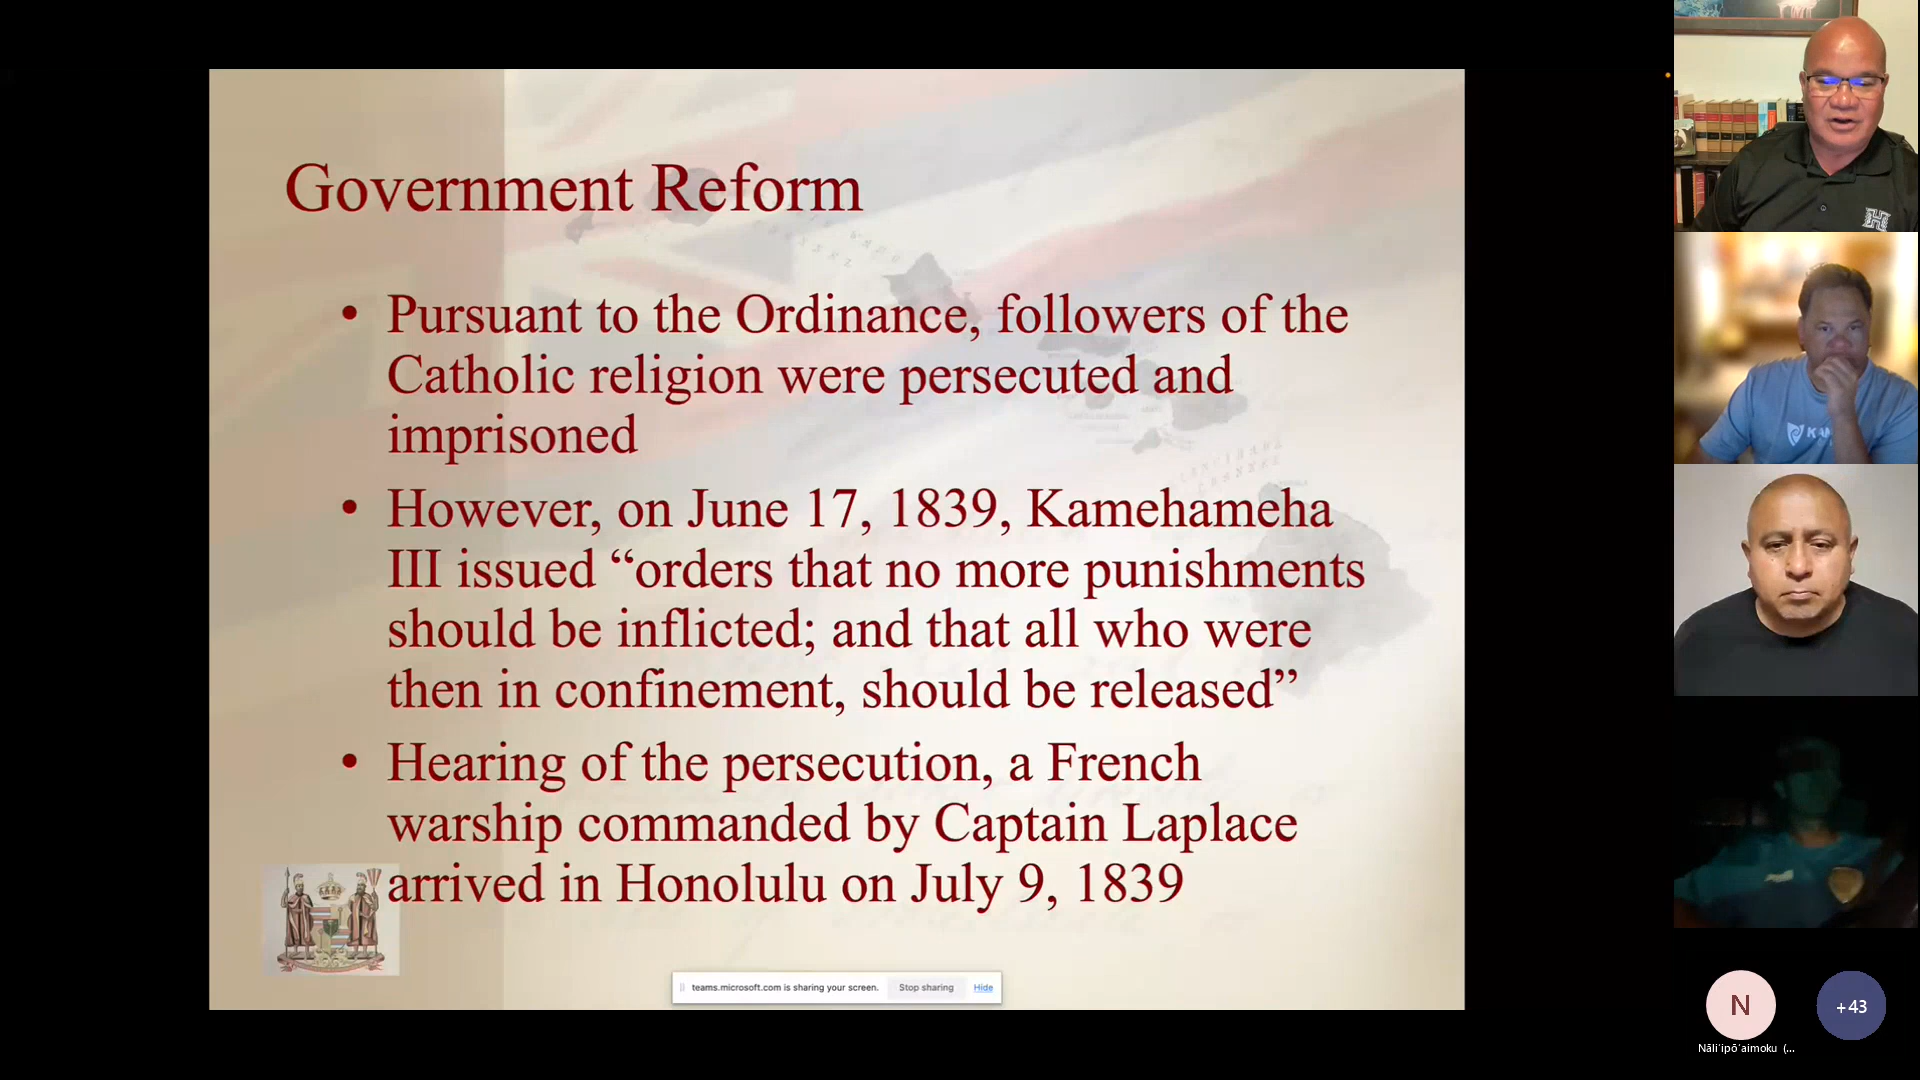 Government Reform
• Pursuant to the Ordinance, followers of the
Catholic religion were persecuted and
imprisoned
• However, on June 17, 1839, Kamehameha
III issued “orders that no more punishments
should be inflicted; and that all who were
then in confinement, should be released”
• Hearing of the persecution, a French
warship commanded by Captain Laplace
arrived in Honolulu on July 9, 1839
teams.microsoft.com is sharing your screen.
Stop sharing
Hide
H
N
+43
Nāliʻipōʻaimoku (...